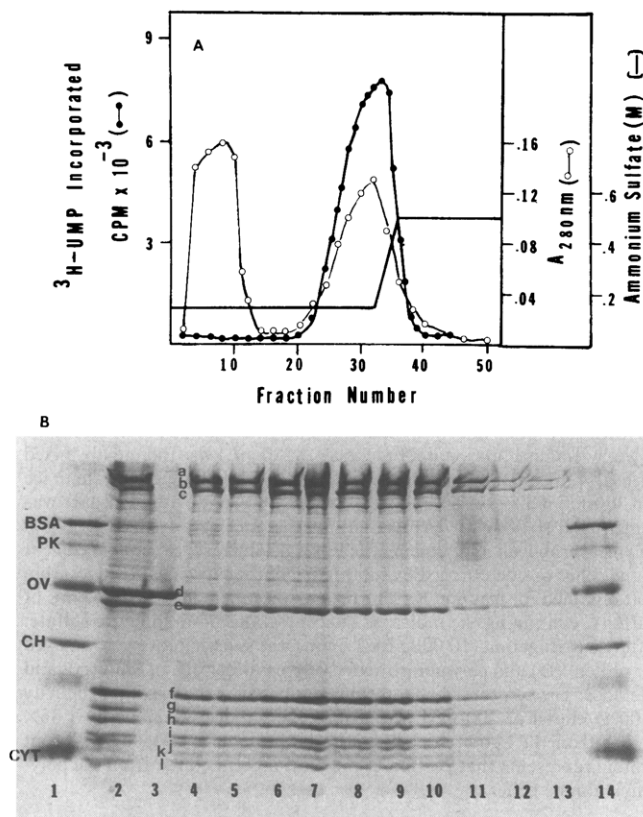 A
9
6
3
³H-UMP Incorporated
CPM x 10⁻³ (●—●)
10 20 30 40 50
Fraction Number
.16
.12
.08
.04
A280nm (○—○)
.6
.4
.2
Ammonium Sulfate (M) [—]
B
a
b
c
BSA
PK
OV
d
e
CH
f
g
h
i
j
k
l
CYT
1 2 3 4 5 6 7 8 9 10 11 12 13 14